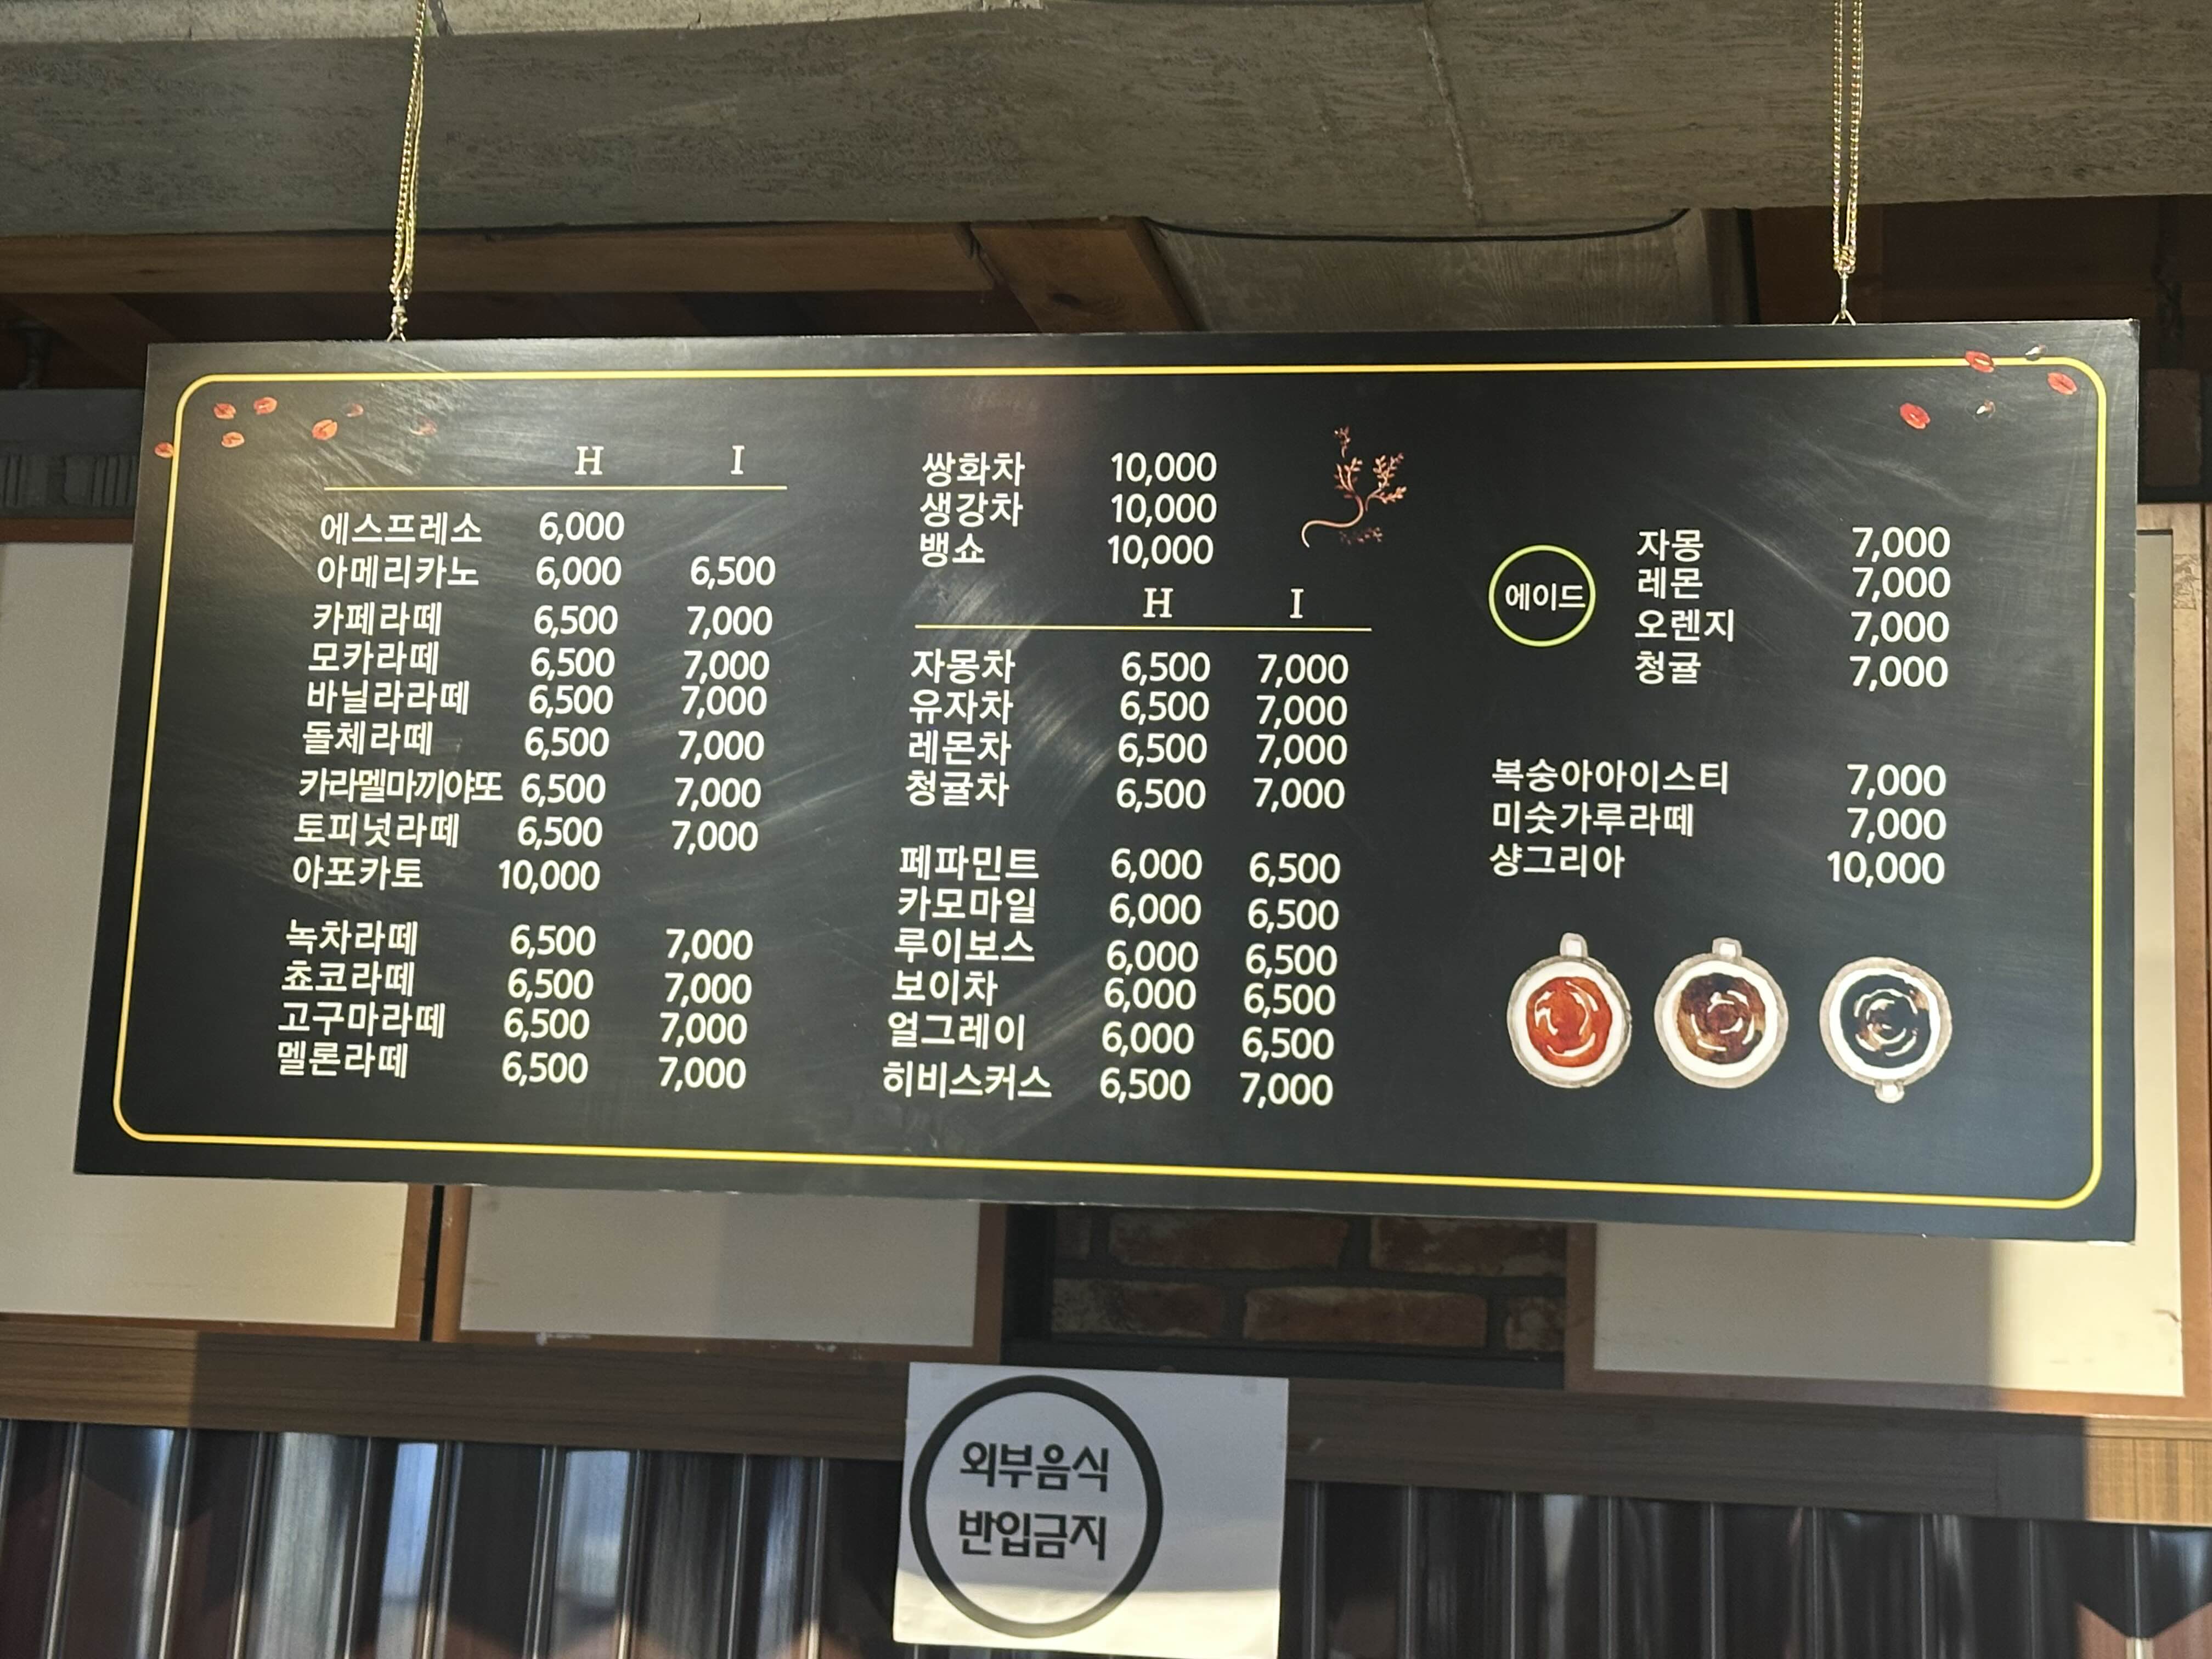 H I
에스프레소 6,000
아메리카노 6,000 6,500
카페라떼 6,500 7,000
모카라떼 6,500 7,000
바닐라라떼 6,500 7,000
돌체라떼 6,500 7,000
카라멜마끼야또 6,500 7,000
토피넛라떼 6,500 7,000
아포카토 10,000
녹차라떼 6,500 7,000
쵸코라떼 6,500 7,000
고구마라떼 6,500 7,000
멜론라떼 6,500 7,000
쌍화차 10,000
생강차 10,000
뱅쇼 10,000
H I
자몽차 6,500 7,000
유자차 6,500 7,000
레몬차 6,500 7,000
청귤차 6,500 7,000
페파민트 6,000 6,500
카모마일 6,000 6,500
루이보스 6,000 6,500
보이차 6,000 6,500
얼그레이 6,000 6,500
히비스커스 6,500 7,000
에이드
자몽 7,000
레몬 7,000
오렌지 7,000
청귤 7,000
복숭아아이스티 7,000
미숫가루라떼 7,000
샹그리아 10,000
외부음식
반입금지